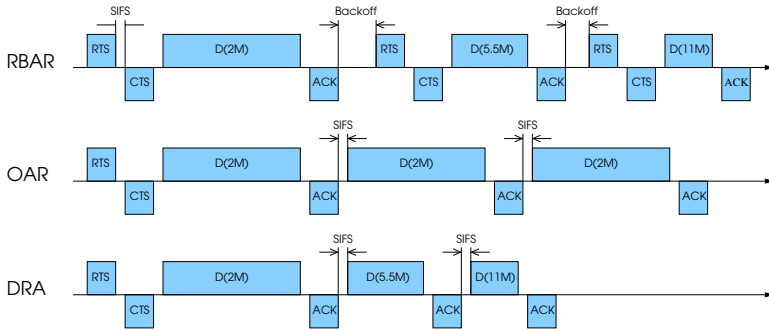 SIFS Backoff Backoff
RBAR RTS D(2M) RTS D(5.5M) RTS D(11M)
CTS ACK CTS ACK CTS ACK
SIFS SIFS
OAR RTS D(2M) D(2M) D(2M)
CTS ACK ACK ACK
SIFS SIFS
DRA RTS D(2M) D(5.5M) D(11M)
CTS ACK ACK ACK